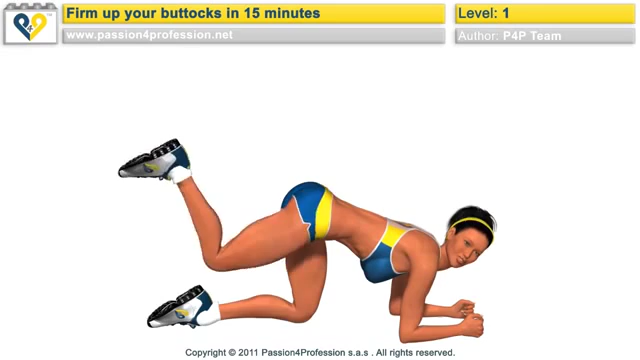 Firm up your buttocks in 15 minutes
Level: 1
www.passion4profession.net
Author: P4P Team
Copyright © 2011 Passion4Profession s.a.s . All rights reserved.